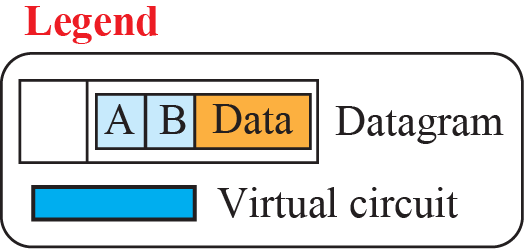 Legend
A B Data Datagram
Virtual circuit